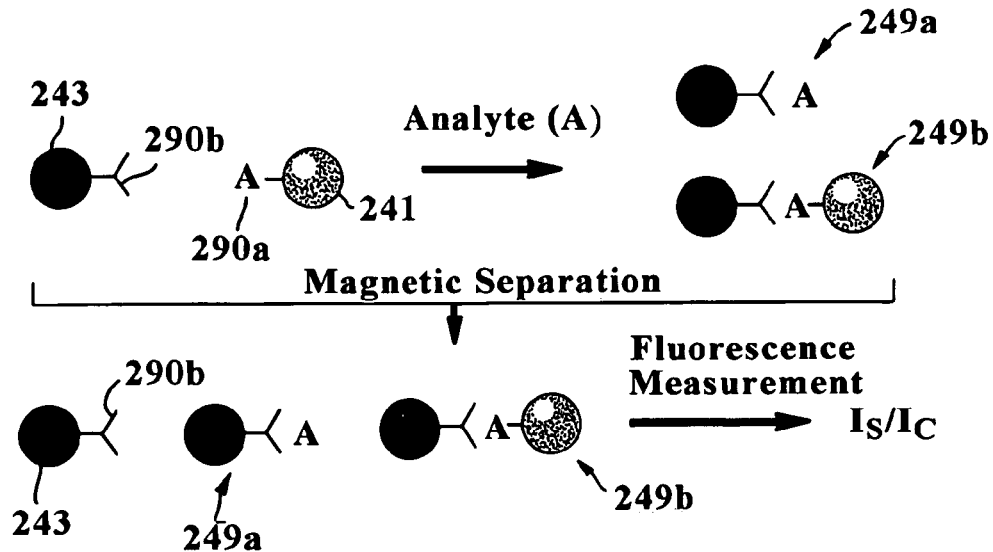 249a
243
290b
Analyte (A)
A
249b
A
241
A
290a
Magnetic Separation
290b
Fluorescence
Measurement
A
A
I_S/I_C
243
249a
249b